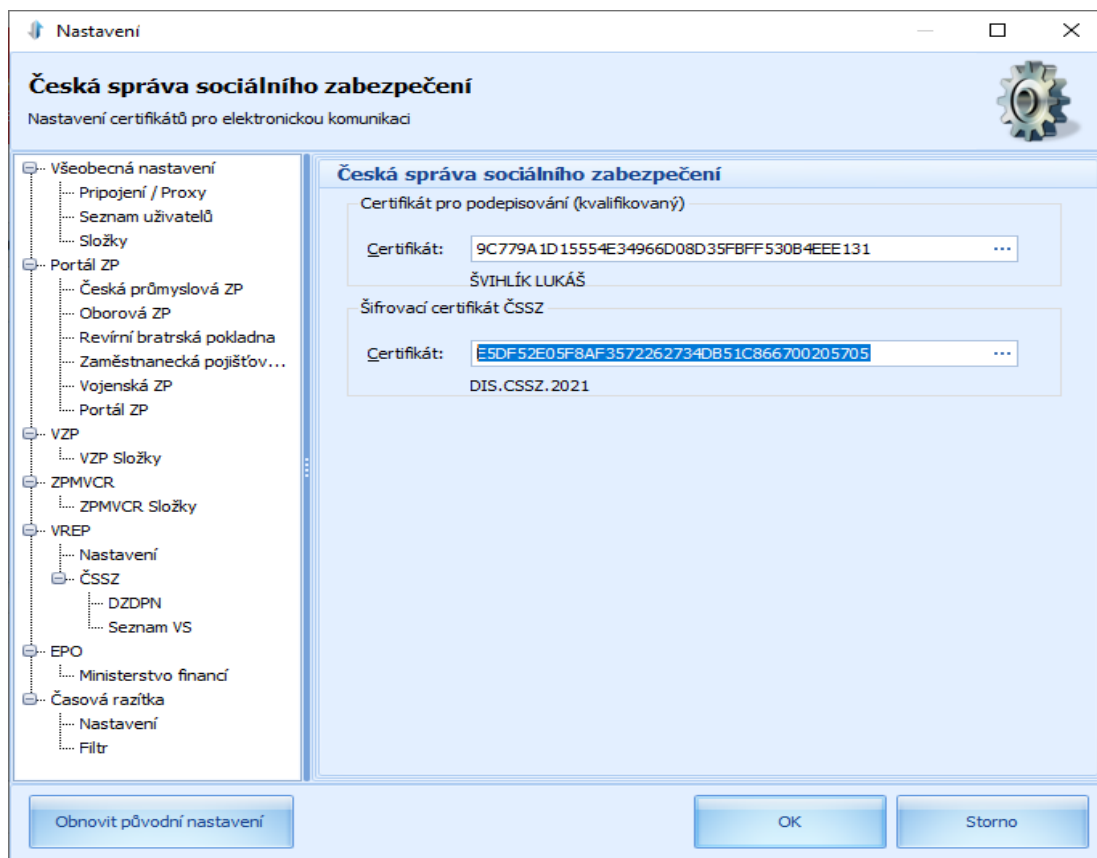 Nastavení
Česká správa sociálního zabezpečení
Nastavení certifikátů pro elektronickou komunikaci
Všeobecná nastavení
Pripojení / Proxy
Seznam uživatelů
Složky
Portál ZP
Česká průmyslová ZP
Oborová ZP
Revírní bratrská pokladna
Zaměstnanecká pojišťov...
Vojenská ZP
Portál ZP
VZP
VZP Složky
ZPMVCR
ZPMVCR Složky
VREP
Nastavení
ČSSZ
DZDPN
Seznam VS
EPO
Ministerstvo financí
Časová razítka
Nastavení
Filtr
Česká správa sociálního zabezpečení
Certifikát pro podepisování (kvalifikovaný)
Certifikát: 9C779A1D15554E34966D08D35FBFF530B4EEE131 ...
ŠVIHLÍK LUKÁŠ
Šifrovací certifikát ČSSZ
Certifikát: E5DF52E05F8AF3572262734DB51C866700205705 ...
DIS.CSSZ.2021
Obnovit původní nastavení
OK
Storno